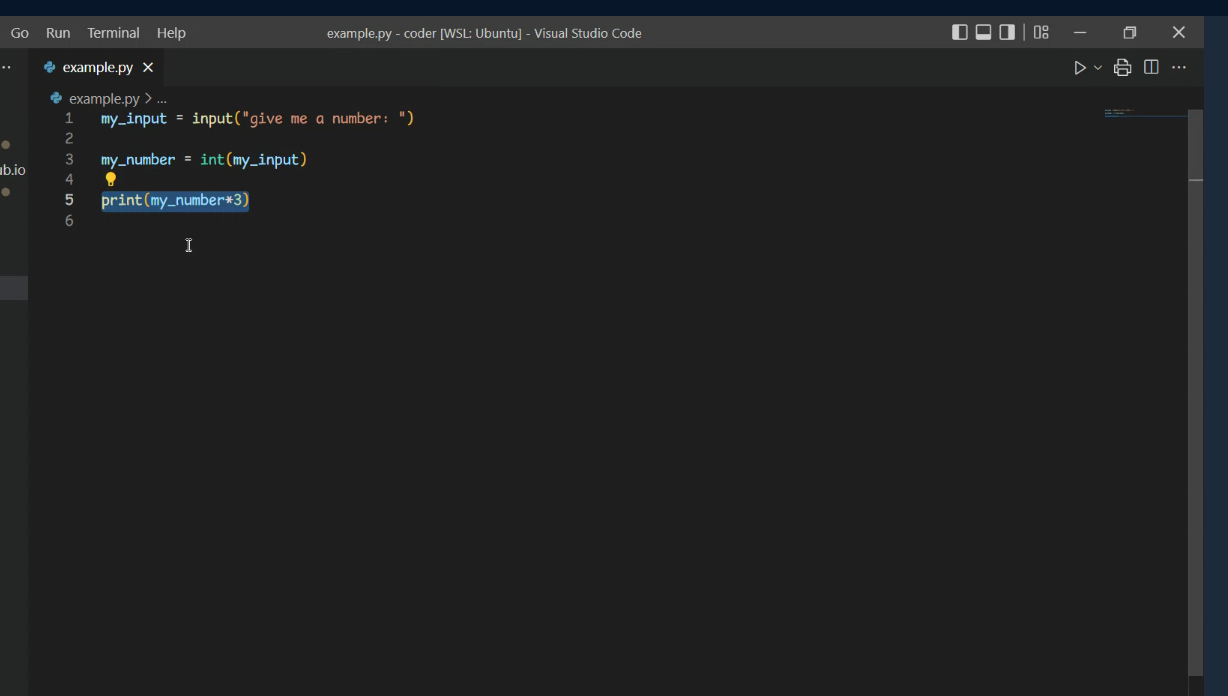 Go Run Terminal Help example.py - coder [WSL: Ubuntu] - Visual Studio Code
example.py
example.py > ...
1 my_input = input("give me a number: ")
2
3 my_number = int(my_input)
4
5 print(my_number*3)
6
ub.io